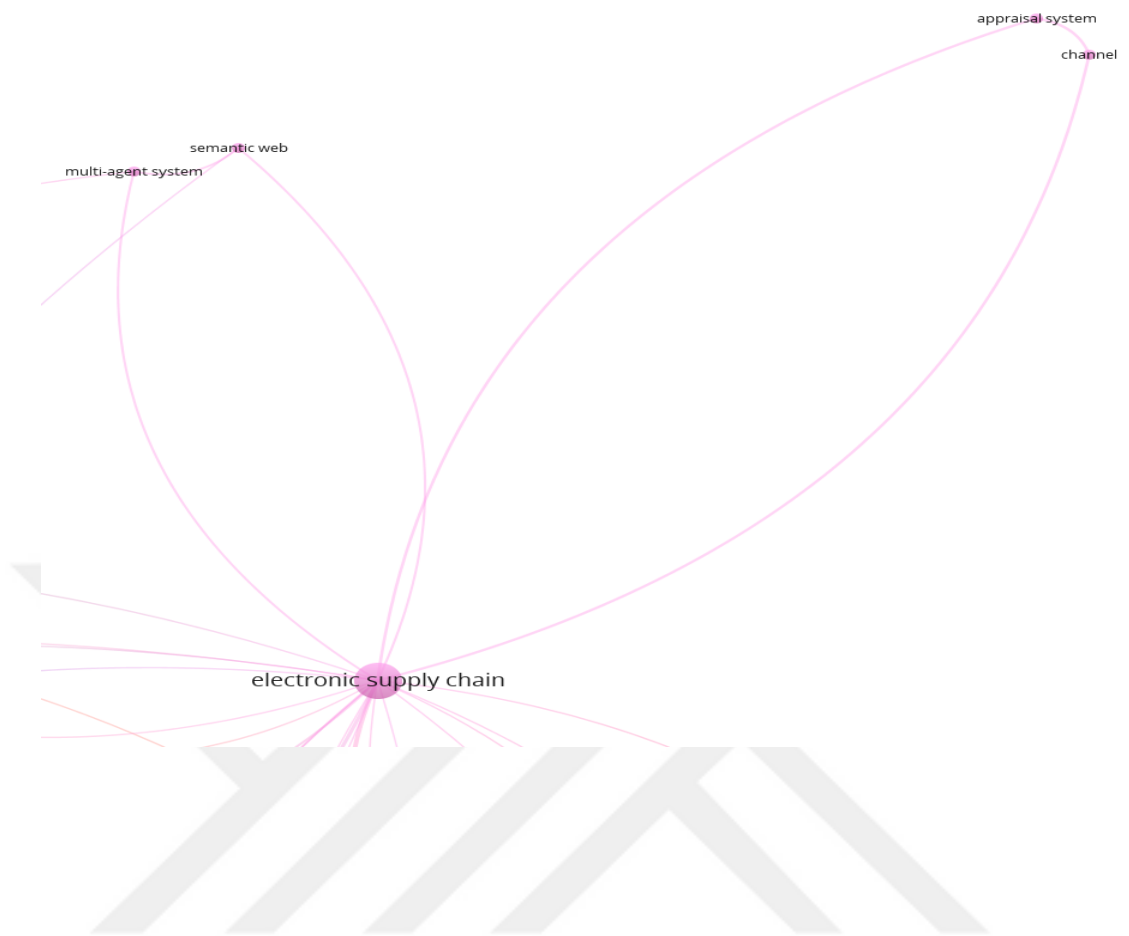 appraisal system
channel
semantic web
multi-agent system
electronic supply chain